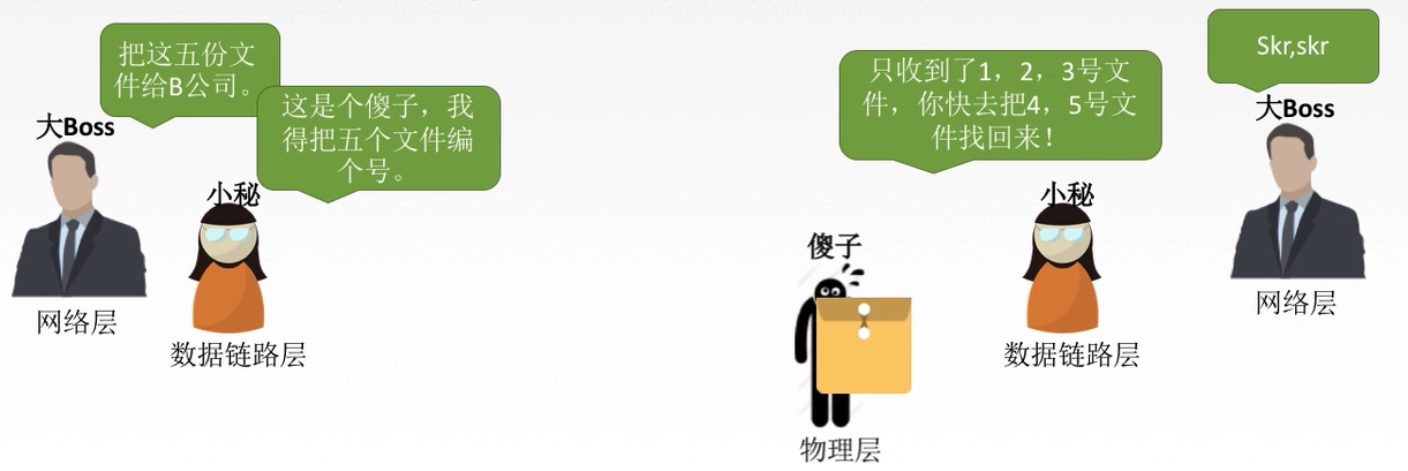 把这五份文
件给B公司。
大Boss
这是个傻子，我
得把五个文件编
个号。
小秘
网络层
数据链路层
Skr,skr
只收到了1，2，3号文
件，你快去把4，5号文
件找回来！
大Boss
小秘
傻子
网络层
数据链路层
物理层